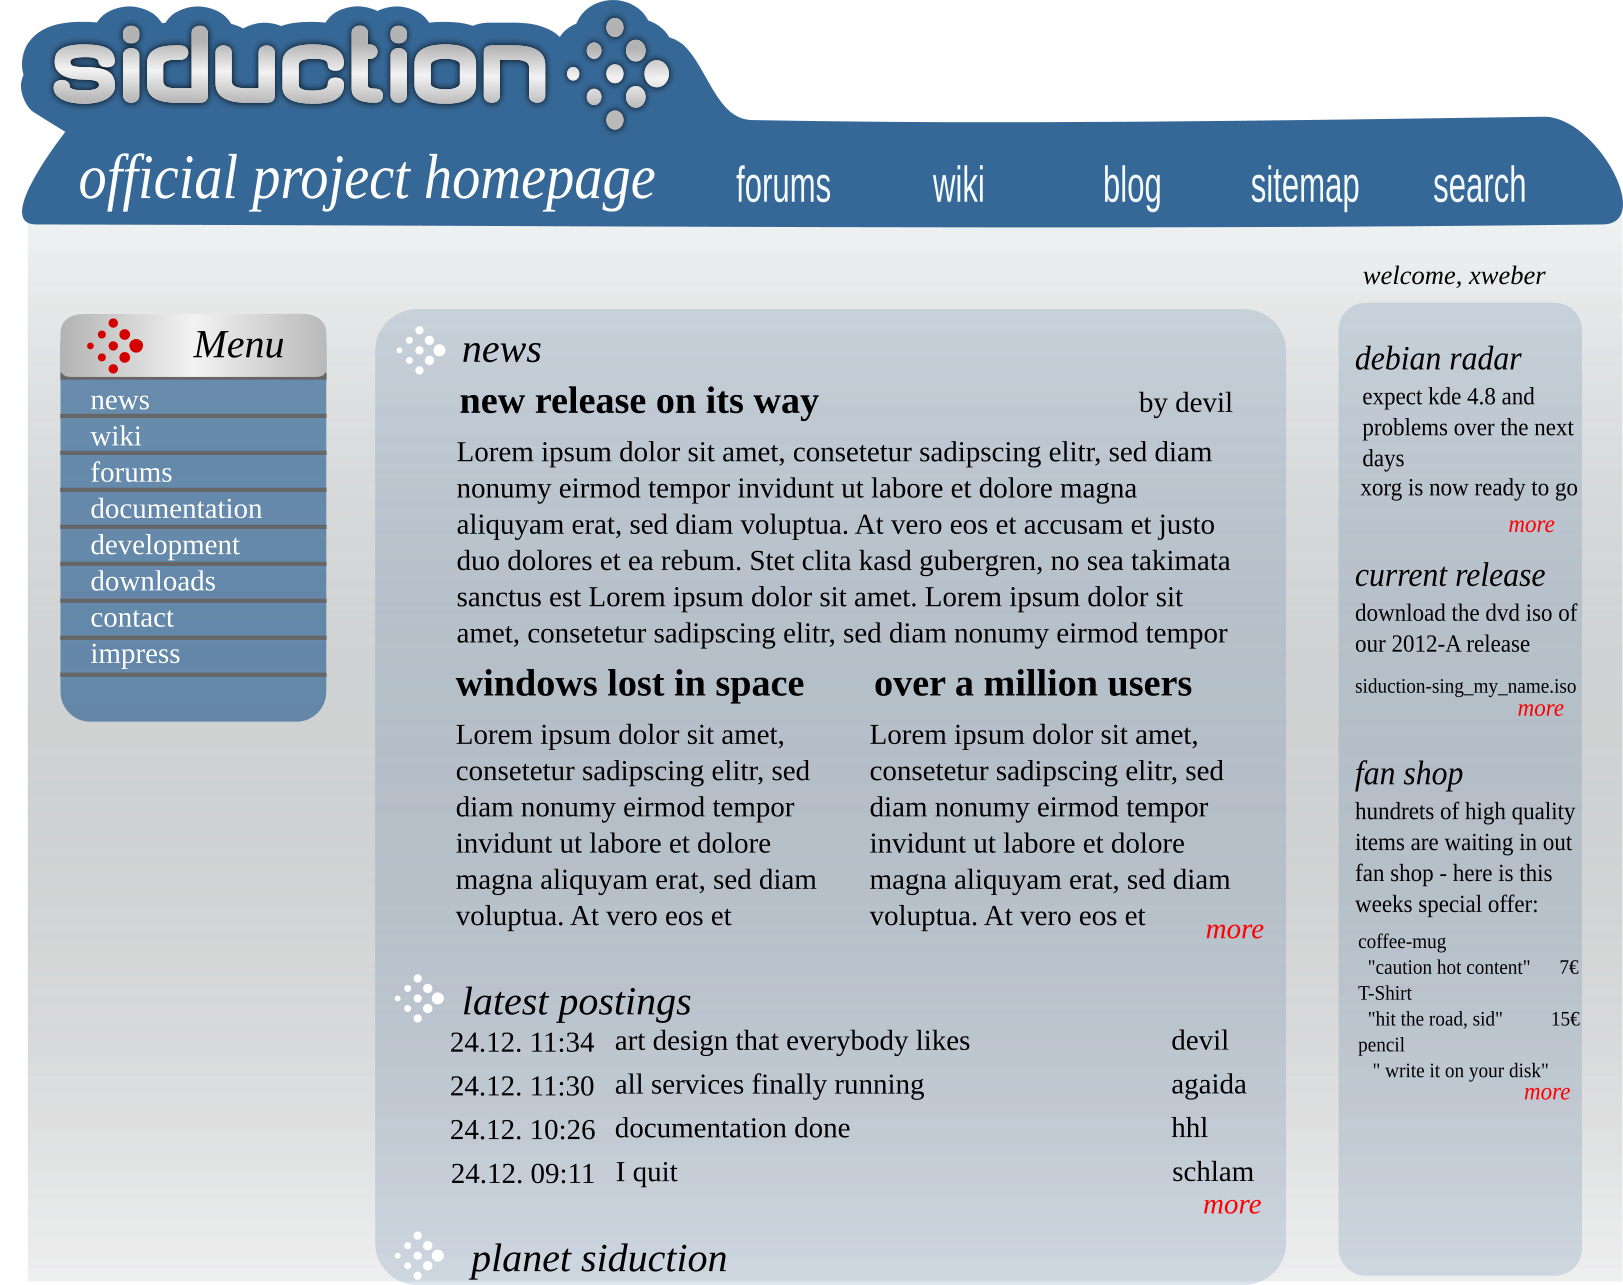 siduction
official project homepage
forums
wiki
blog
sitemap
search
welcome, xweber
Menu
news
wiki
forums
documentation
development
downloads
contact
impress
news
new release on its way
by devil
Lorem ipsum dolor sit amet, consetetur sadipscing elitr, sed diam
nonumy eirmod tempor invidunt ut labore et dolore magna
aliquyam erat, sed diam voluptua. At vero eos et accusam et justo
duo dolores et ea rebum. Stet clita kasd gubergren, no sea takimata
sanctus est Lorem ipsum dolor sit amet. Lorem ipsum dolor sit
amet, consetetur sadipscing elitr, sed diam nonumy eirmod tempor
windows lost in space
Lorem ipsum dolor sit amet,
consetetur sadipscing elitr, sed
diam nonumy eirmod tempor
invidunt ut labore et dolore
magna aliquyam erat, sed diam
voluptua. At vero eos et
over a million users
Lorem ipsum dolor sit amet,
consetetur sadipscing elitr, sed
diam nonumy eirmod tempor
invidunt ut labore et dolore
magna aliquyam erat, sed diam
voluptua. At vero eos et
more
latest postings
24.12. 11:34 art design that everybody likes devil
24.12. 11:30 all services finally running agaida
24.12. 10:26 documentation done hhl
24.12. 09:11 I quit schlam
more
planet siduction
debian radar
expect kde 4.8 and
problems over the next
days
xorg is now ready to go
more
current release
download the dvd iso of
our 2012-A release
siduction-sing_my_name.iso
more
fan shop
hundrets of high quality
items are waiting in out
fan shop - here is this
weeks special offer:
coffee-mug
"caution hot content" 7€
T-Shirt
"hit the road, sid" 15€
pencil
" write it on your disk"
more